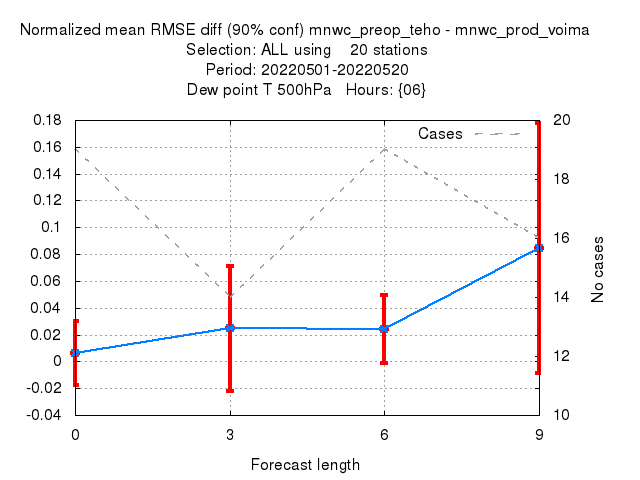 Normalized mean RMSE diff (90% conf) mnwc_preop_teho - mnwc_prod_voima
Selection: ALL using    20 stations
Period: 20220501-20220520
Dew point T 500hPa   Hours: {06}
Cases
0.18
0.16
0.14
0.12
0.1
0.08
0.06
0.04
0.02
0
-0.02
-0.04
20
18
16
14
12
10
No cases
0 3 6 9
Forecast length